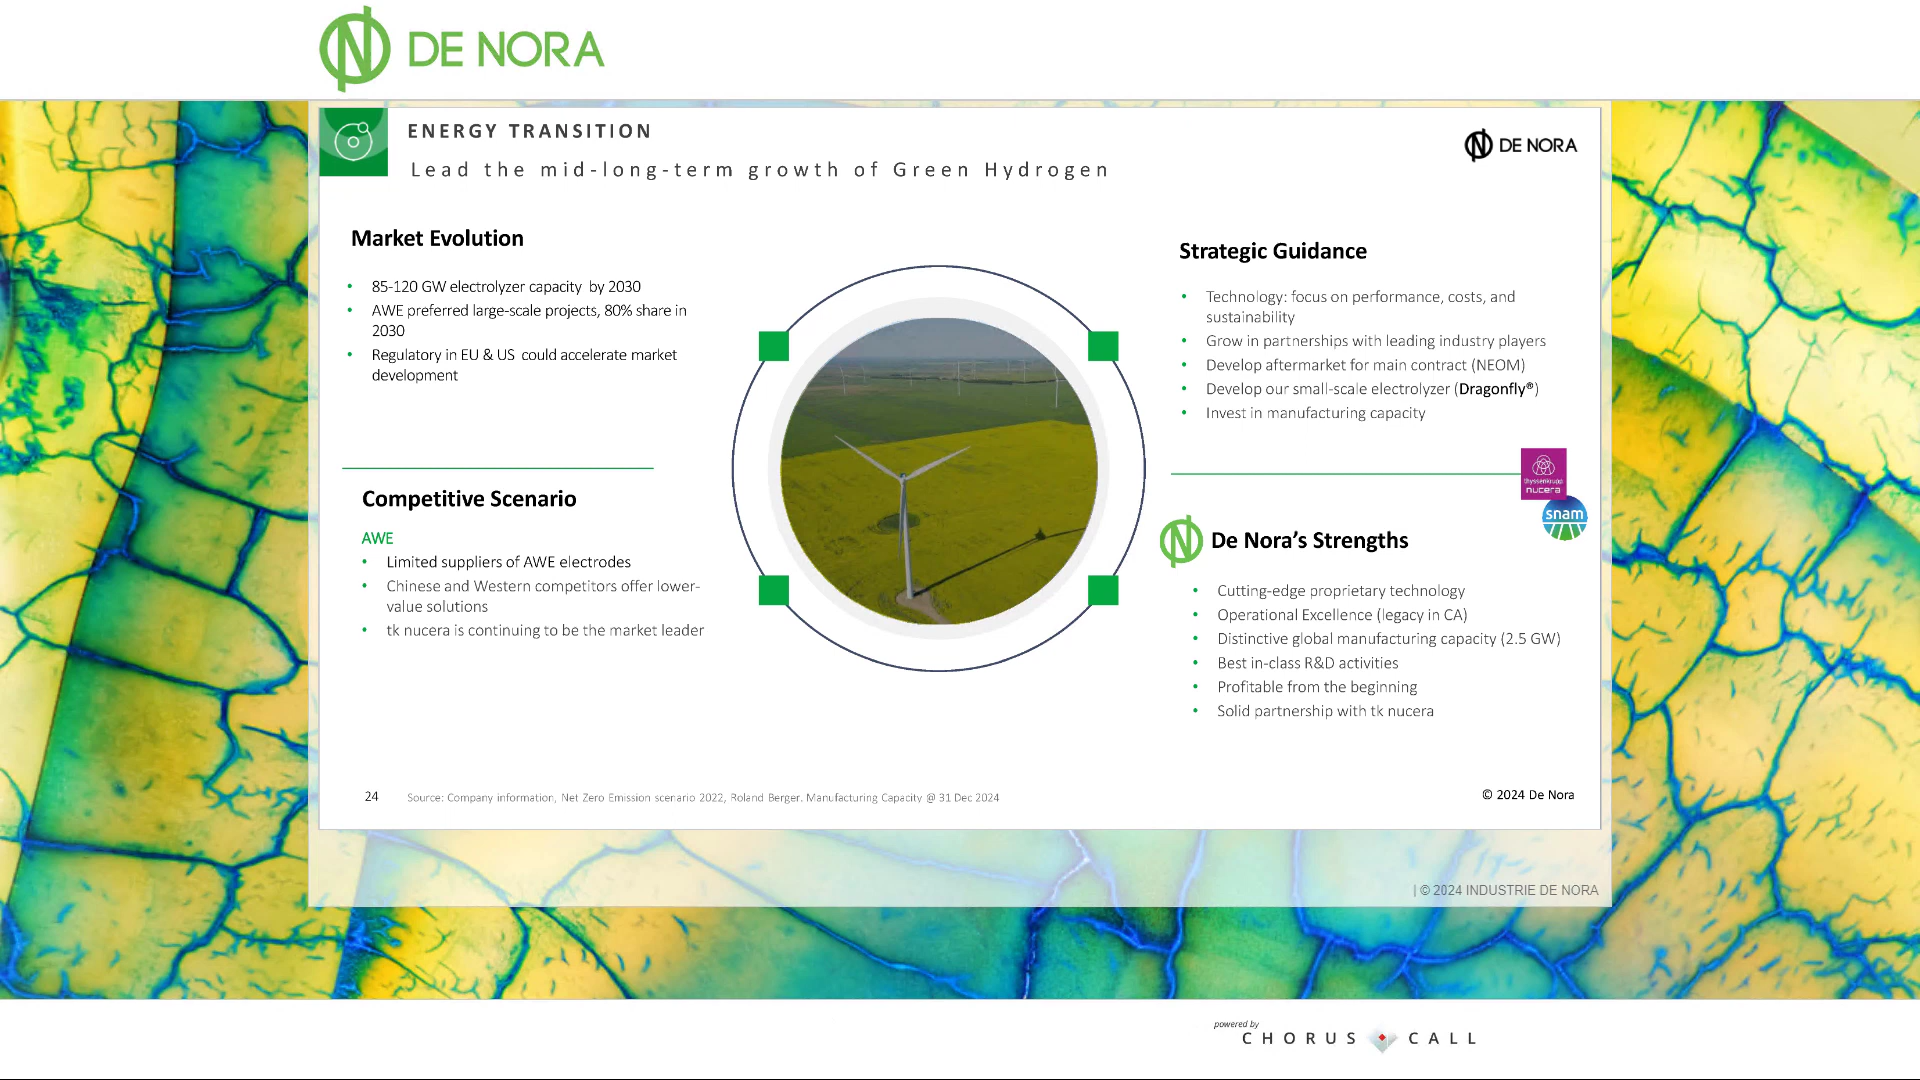 DE NORA
ENERGY TRANSITION
Lead the mid-long-term growth of Green Hydrogen
DE NORA
Market Evolution
• 85-120 GW electrolyzer capacity by 2030
• AWE preferred large-scale projects, 80% share in
2030
• Regulatory in EU & US could accelerate market
development
Competitive Scenario
AWE
• Limited suppliers of AWE electrodes
• Chinese and Western competitors offer lower-
value solutions
• tk nucera is continuing to be the market leader
Strategic Guidance
• Technology: focus on performance, costs, and
sustainability
• Grow in partnerships with leading industry players
• Develop aftermarket for main contract (NEOM)
• Develop our small-scale electrolyzer (Dragonfly®)
• Invest in manufacturing capacity
thyssenkrupp
nucera
snam
De Nora's Strengths
• Cutting-edge proprietary technology
• Operational Excellence (legacy in CA)
• Distinctive global manufacturing capacity (2.5 GW)
• Best in-class R&D activities
• Profitable from the beginning
• Solid partnership with tk nucera
24 Source: Company information, Net Zero Emission scenario 2022, Roland Berger. Manufacturing Capacity @ 31 Dec 2024
© 2024 De Nora
| © 2024 INDUSTRIE DE NORA
powered by
CHORUS CALL